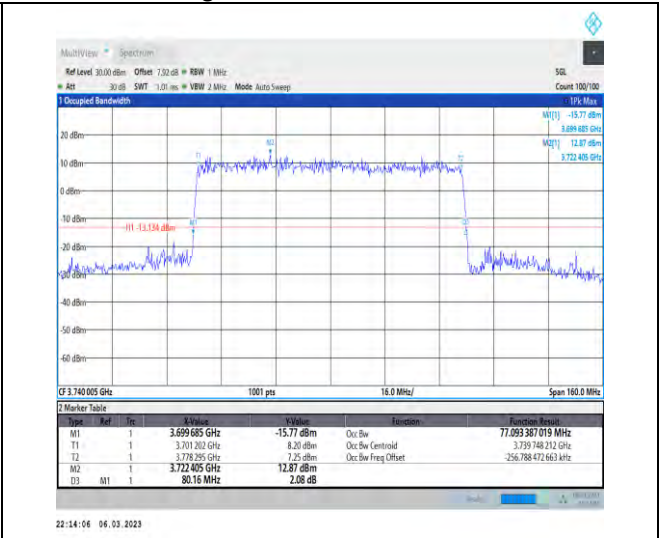 MultiView Spectrum
Ref Level 30.00 dBm Offset 7.92 dB RBW 1 MHz SGL
Att 30 dB SWT 1.01 ms VBW 2 MHz Mode Auto Sweep Count 100/100
1 Occupied Bandwidth 1Pk Max
M1[1] -15.77 dBm
3.699 685 GHz
M2[1] 12.87 dBm
3.722 405 GHz
20 dBm
M2
T1
10 dBm
0 dBm
-10 dBm
H1 -13.134 dBm
M1
-20 dBm
-30 dBm
-40 dBm
-50 dBm
-60 dBm
CF 3.740 005 GHz 1001 pts 16.0 MHz/ Span 160.0 MHz
2 Marker Table
Type Ref Trc X-Value Y-Value Function Function Result
M1 1 3.699 685 GHz -15.77 dBm Occ Bw 77.093 387 019 MHz
T1 1 3.701 202 GHz 8.20 dBm Occ Bw Centroid 3.739 748 212 GHz
T2 1 3.778 295 GHz 7.25 dBm Occ Bw Freq Offset -256.788 472 663 kHz
M2 1 3.722 405 GHz 12.87 dBm
D3 M1 1 80.16 MHz 2.08 dB
22:14:06 06.03.2023